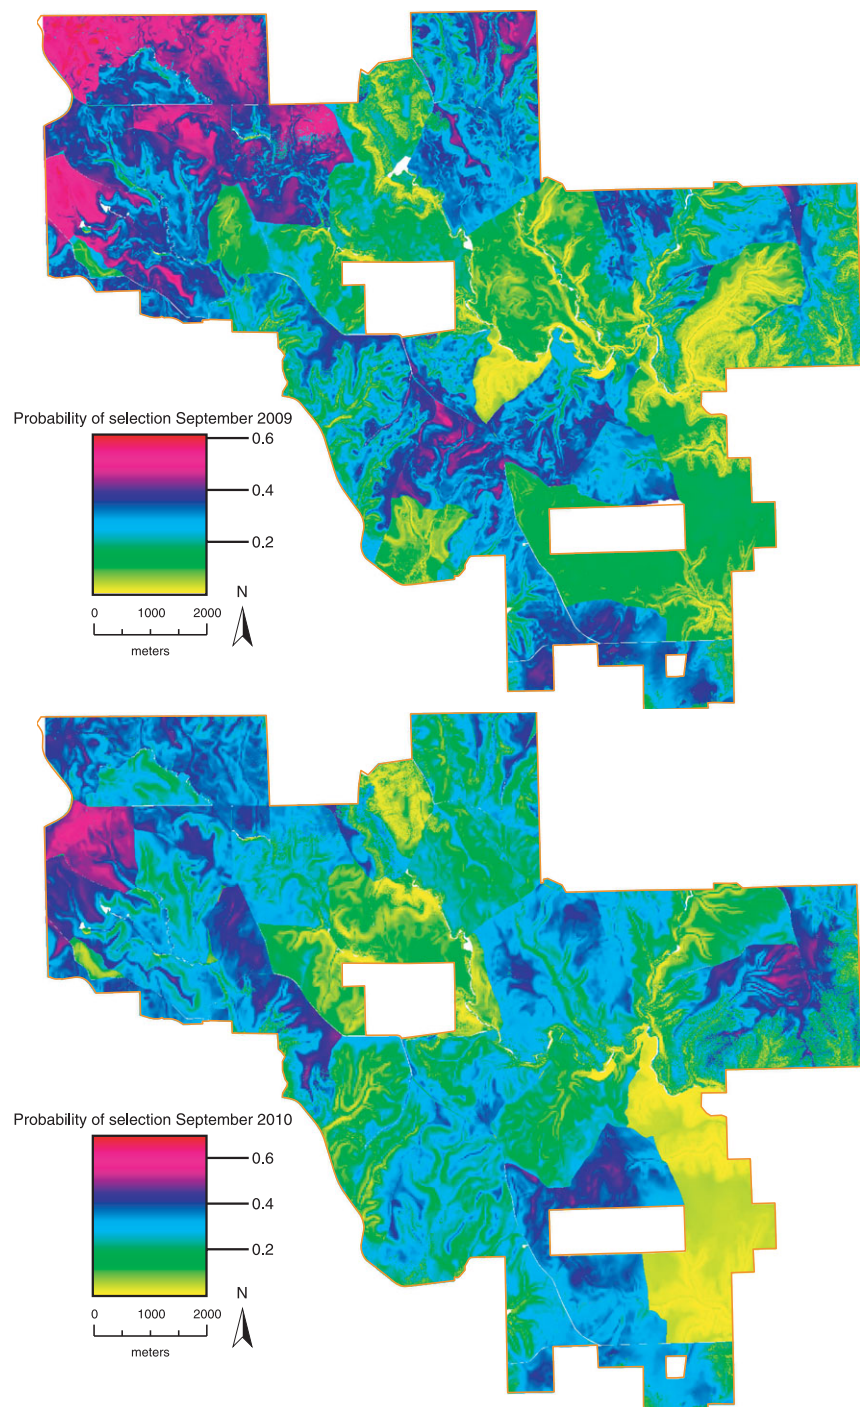 Probability of selection September 2009
0.6
0.4
0.2
N
0 1000 2000
meters
Probability of selection September 2010
0.6
0.4
0.2
N
0 1000 2000
meters